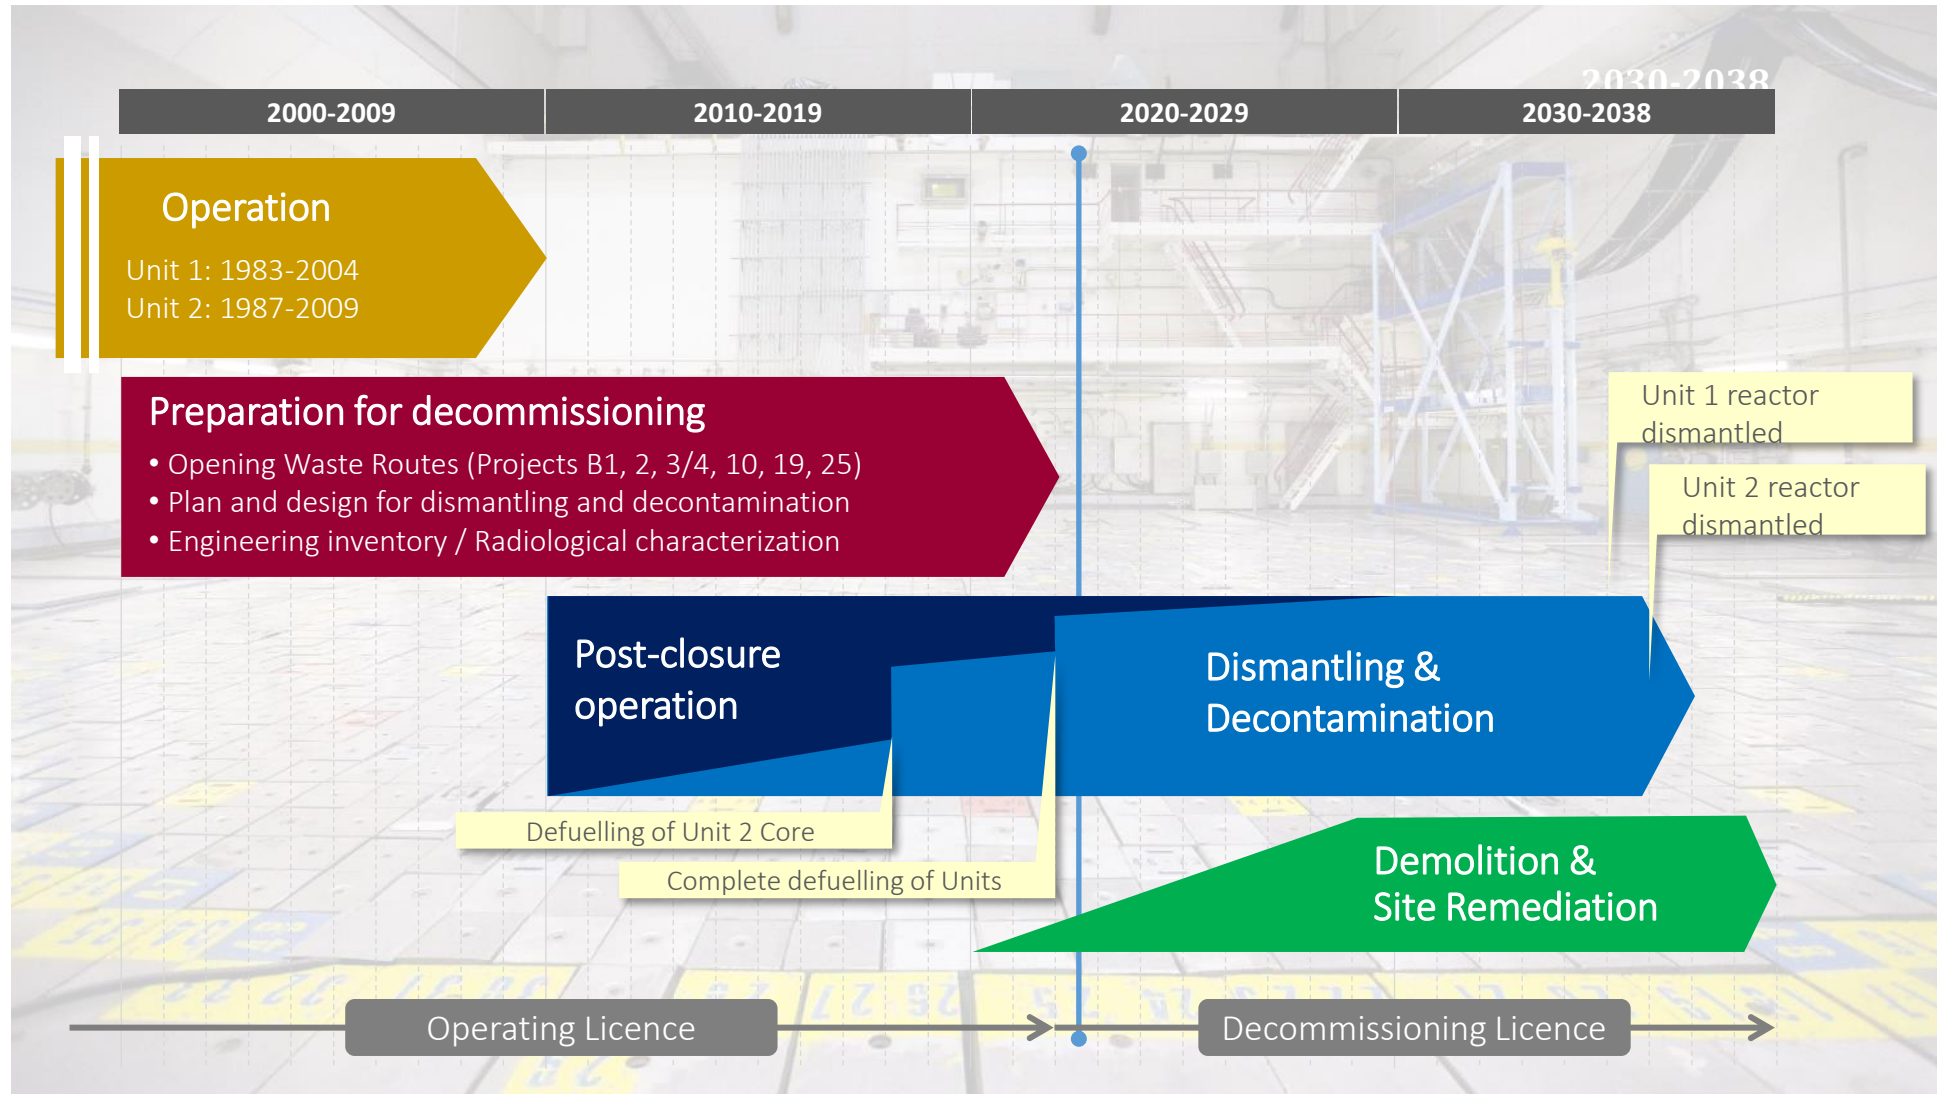 2030-2038
2000-2009
2010-2019
2020-2029
2030-2038
Operation
Unit 1: 1983-2004
Unit 2: 1987-2009
Preparation for decommissioning
• Opening Waste Routes (Projects B1, 2, 3/4, 10, 19, 25)
• Plan and design for dismantling and decontamination
• Engineering inventory / Radiological characterization
Unit 1 reactor
dismantled
Unit 2 reactor
dismantled
Post-closure
operation
Dismantling &
Decontamination
Defuelling of Unit 2 Core
Complete defuelling of Units
Demolition &
Site Remediation
Operating Licence
Decommissioning Licence